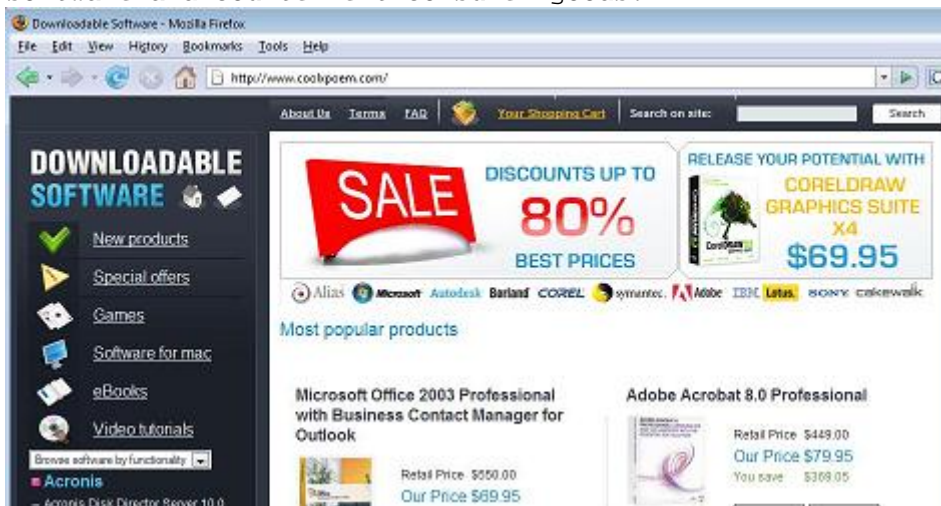 Downloadable Software - Mozilla Firefox
File Edit View History Bookmarks Tools Help
http://www.coolxpoem.com/
About Us Terms FAQ Your Shopping Cart Search on site: Search
DOWNLOADABLE
SOFTWARE
New products
Special offers
Games
Software for mac
eBooks
Video tutorials
Browse software by functionality
Acronis
Acronis Disk Director Server 10.0
SALE
DISCOUNTS UP TO
80%
BEST PRICES
RELEASE YOUR POTENTIAL WITH
CORELDRAW
GRAPHICS SUITE
X4
$69.95
CorelDRAW
Alias Microsoft Autodesk Borland COREL symantec. Adobe IBM Lotus. SONY cakewalk
Most popular products
Microsoft Office 2003 Professional
with Business Contact Manager for
Outlook
Retail Price $550.00
Our Price $69.95
Adobe Acrobat 8.0 Professional
Retail Price $449.00
Our Price $79.95
You save $369.05